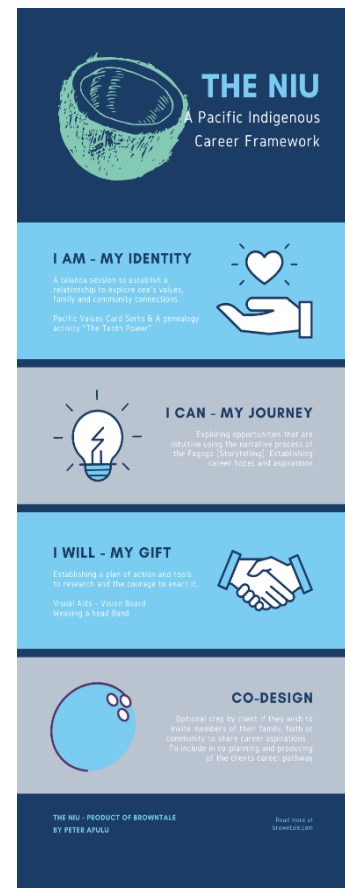 THE NIU
A Pacific Indigenous
Career Framework
I AM - MY IDENTITY
A talanoa session to establish a
relationship to explore one's values,
family and community connections.
Pacific Values Card Sorts & A genealogy
activity "The Tenth Power"
I CAN - MY JOURNEY
Exploring opportunities that are
intuitive using the narrative process of
the Fagogo [Storytelling]. Establishing
career hopes and aspirations
I WILL - MY GIFT
Establishing a plan of action and tools
to research and the courage to enact it.
Visual Aids - Vision Board
Weaving a head Band
CO-DESIGN
Optional step by client if they wish to
invite members of their family, faith or
community to share career aspirations.
To include in co-planning and producing
of the clients career pathway
THE NIU - PRODUCT OF BROWNTALE
BY PETER APULU
Read more at
browntale.com